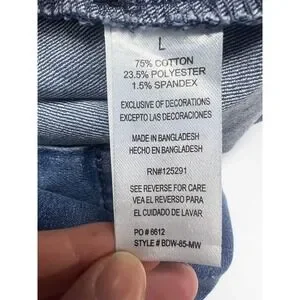 L
75% COTTON
23.5% POLYESTER
1.5% SPANDEX
EXCLUSIVE OF DECORATIONS
EXCEPTO LAS DECORACIONES
MADE IN BANGLADESH
HECHO EN BANGLADESH
RN#125291
SEE REVERSE FOR CARE
VEA EL REVERSO PARA
EL CUIDADO DE LAVAR
PO # 6612
STYLE # BDW-85-MW